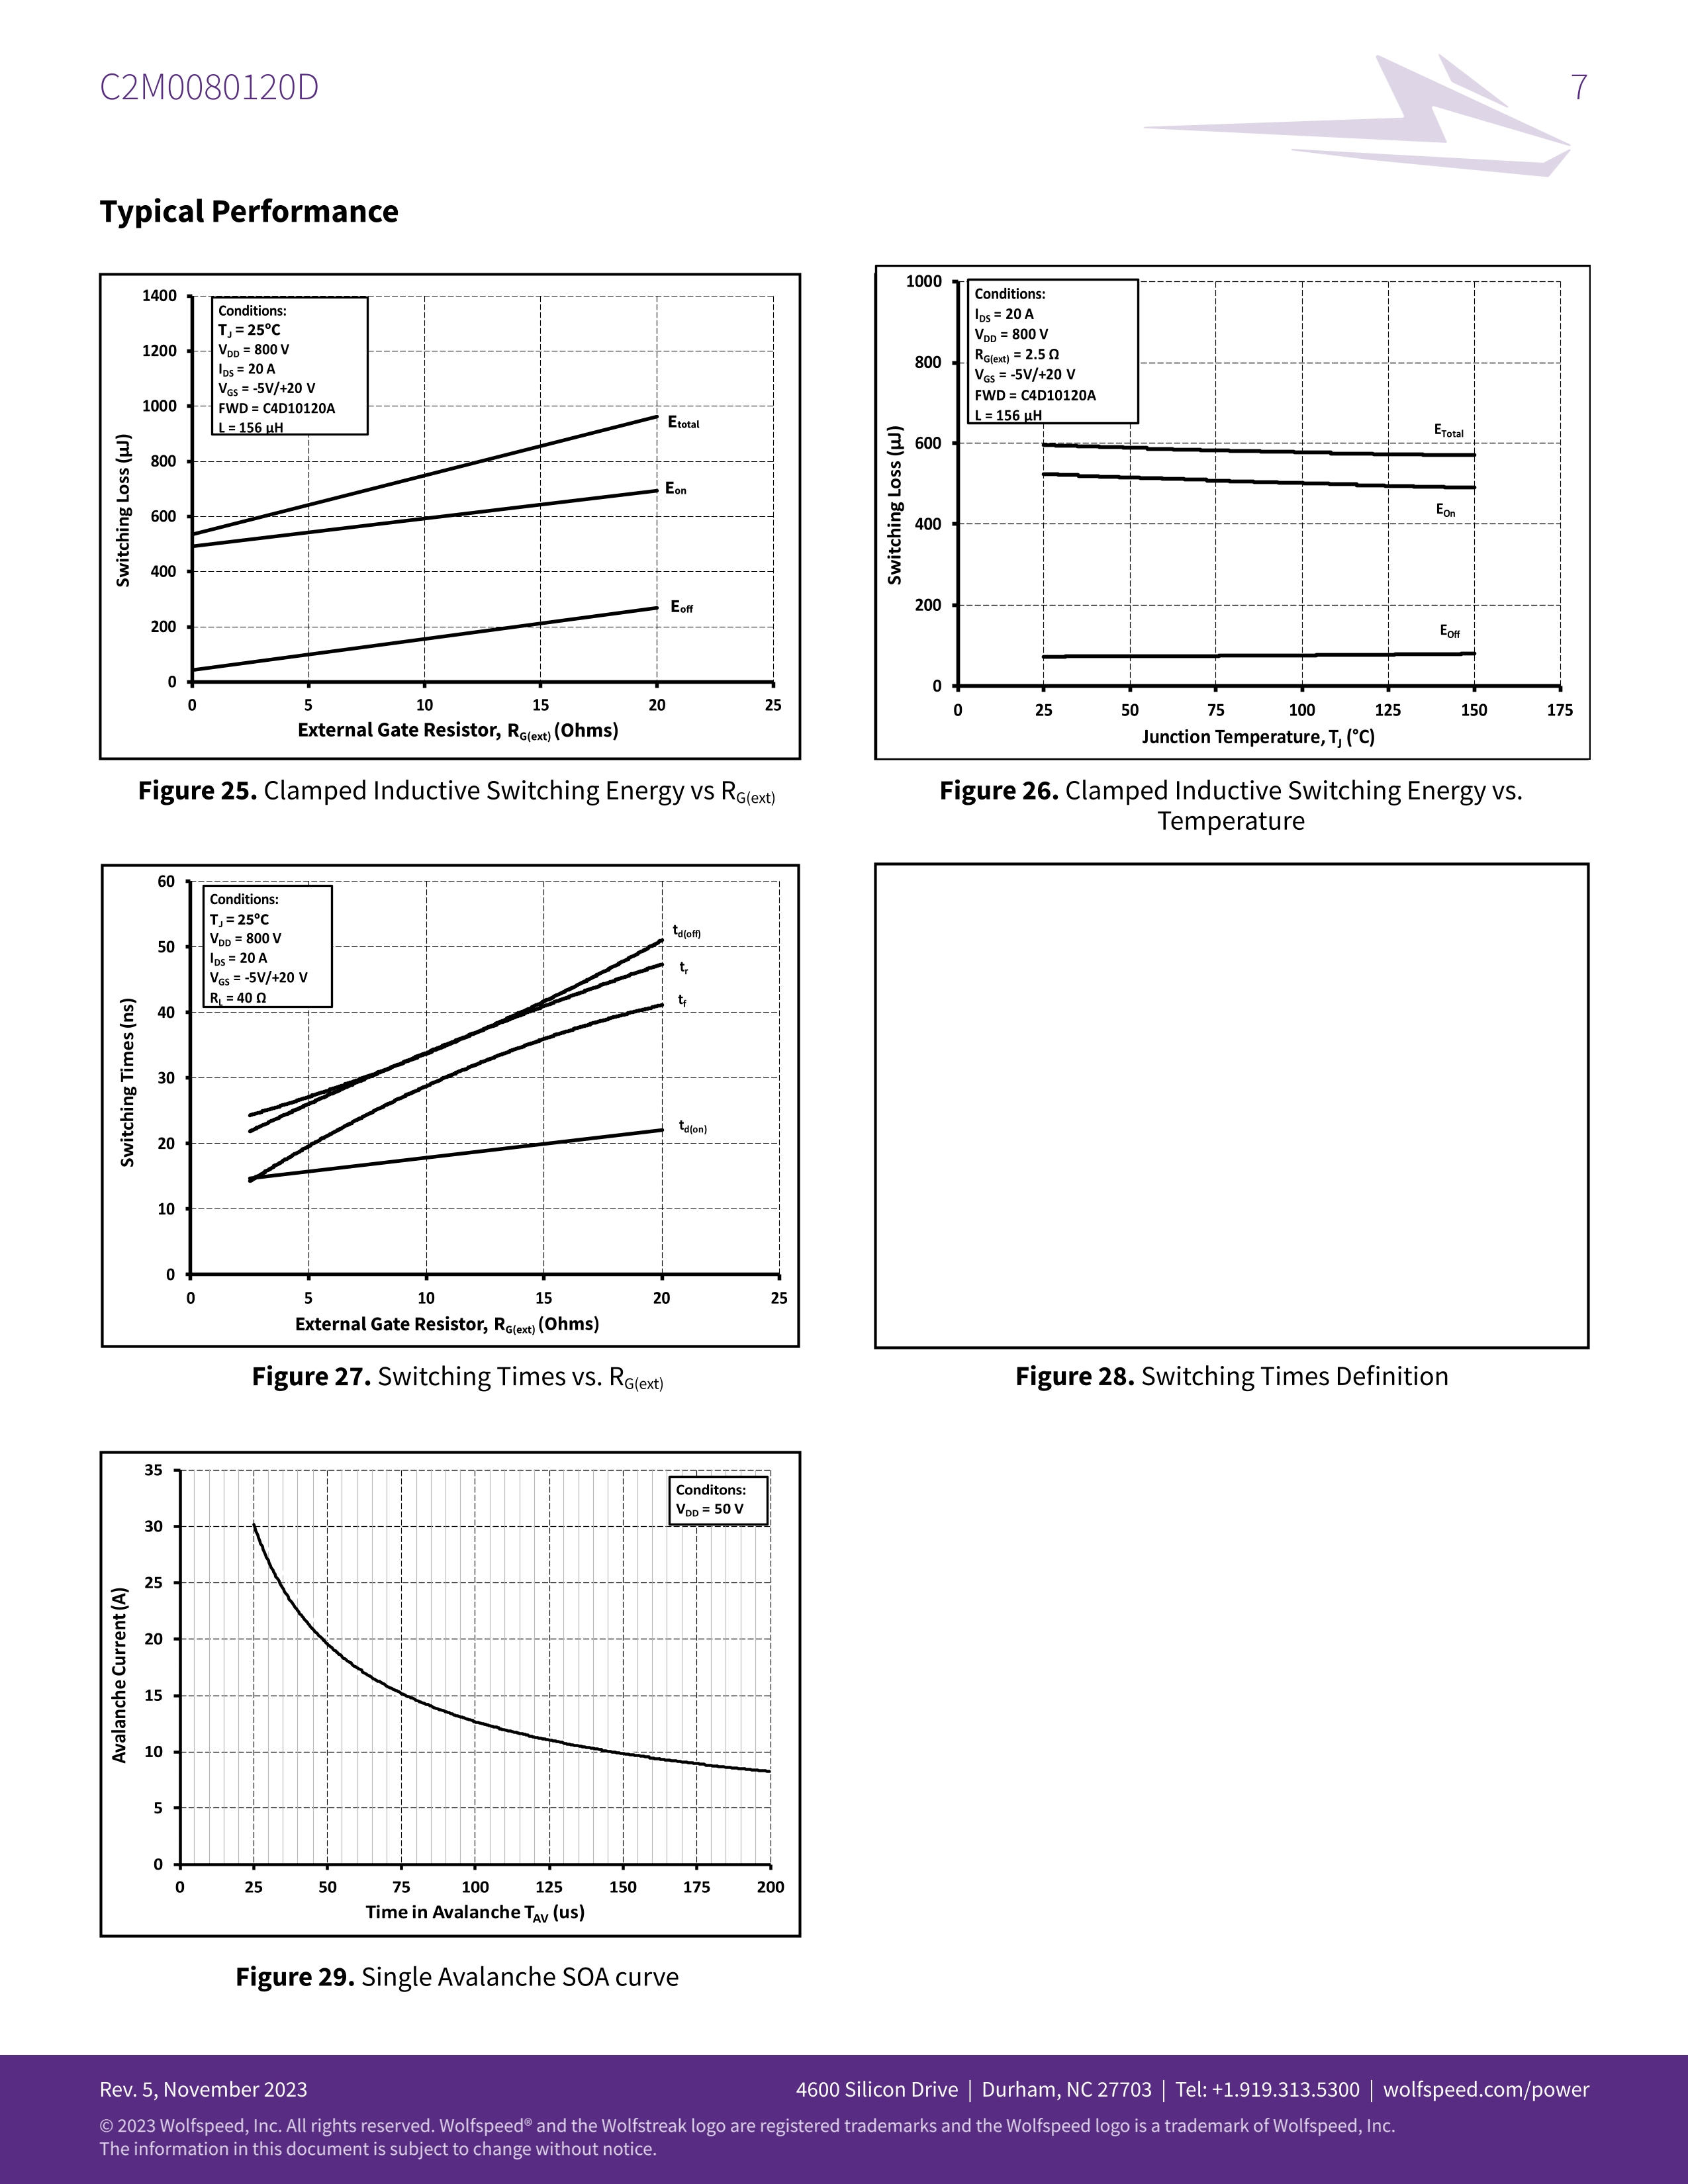 C2M0080120D
7
Typical Performance
1400
1200
1000
800
600
400
200
0
0 5 10 15 20 25
Switching Loss (µJ)
External Gate Resistor, RG(ext) (Ohms)
Conditions:
TJ = 25°C
VDD = 800 V
IDS = 20 A
VGS = -5V/+20 V
FWD = C4D10120A
L = 156 µH
Etotal
Eon
Eoff
Figure 25. Clamped Inductive Switching Energy vs RG(ext)
1000
800
600
400
200
0
0 25 50 75 100 125 150 175
Switching Loss (µJ)
Junction Temperature, TJ (°C)
Conditions:
IDS = 20 A
VDD = 800 V
RG(ext) = 2.5 Ω
VGS = -5V/+20 V
FWD = C4D10120A
L = 156 µH
ETotal
EOn
EOff
Figure 26. Clamped Inductive Switching Energy vs.
Temperature
60
50
40
30
20
10
0
0 5 10 15 20 25
Switching Times (ns)
External Gate Resistor, RG(ext) (Ohms)
Conditions:
TJ = 25°C
VDD = 800 V
IDS = 20 A
VGS = -5V/+20 V
RL = 40 Ω
td(off)
tr
tf
td(on)
Figure 27. Switching Times vs. RG(ext)
Figure 28. Switching Times Definition
35
30
25
20
15
10
5
0
0 25 50 75 100 125 150 175 200
Avalanche Current (A)
Time in Avalanche TAV (us)
Conditons:
VDD = 50 V
Figure 29. Single Avalanche SOA curve
Rev. 5, November 2023
4600 Silicon Drive | Durham, NC 27703 | Tel: +1.919.313.5300 | wolfspeed.com/power
© 2023 Wolfspeed, Inc. All rights reserved. Wolfspeed® and the Wolfstreak logo are registered trademarks and the Wolfspeed logo is a trademark of Wolfspeed, Inc.
The information in this document is subject to change without notice.